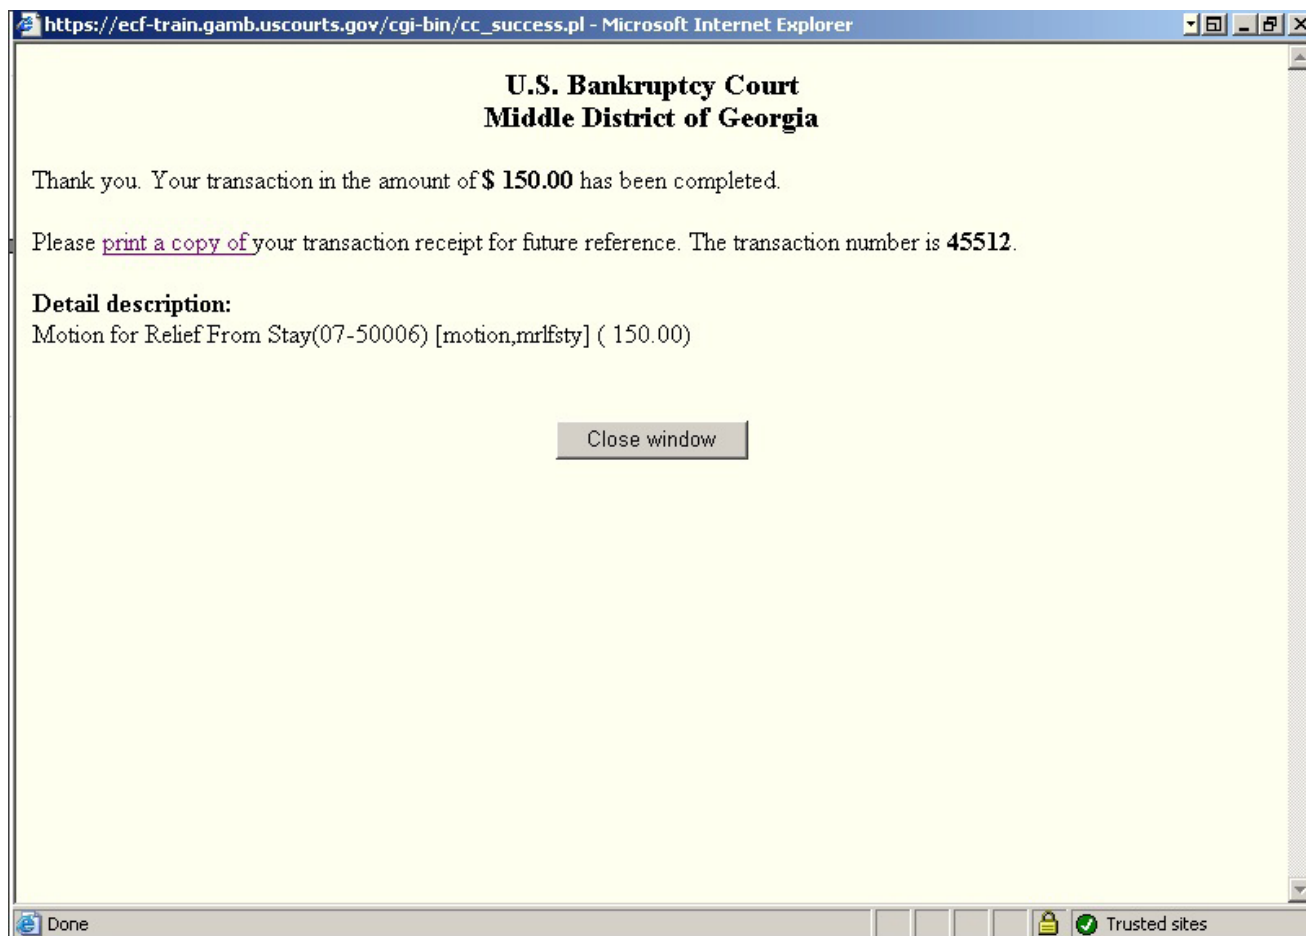 https://ecf-train.gamb.uscourts.gov/cgi-bin/cc_success.pl - Microsoft Internet Explorer
U.S. Bankruptcy Court
Middle District of Georgia
Thank you. Your transaction in the amount of $ 150.00 has been completed.
Please print a copy of your transaction receipt for future reference. The transaction number is 45512.
Detail description:
Motion for Relief From Stay(07-50006) [motion,mrlfsty] ( 150.00)
Close window
Done
Trusted sites